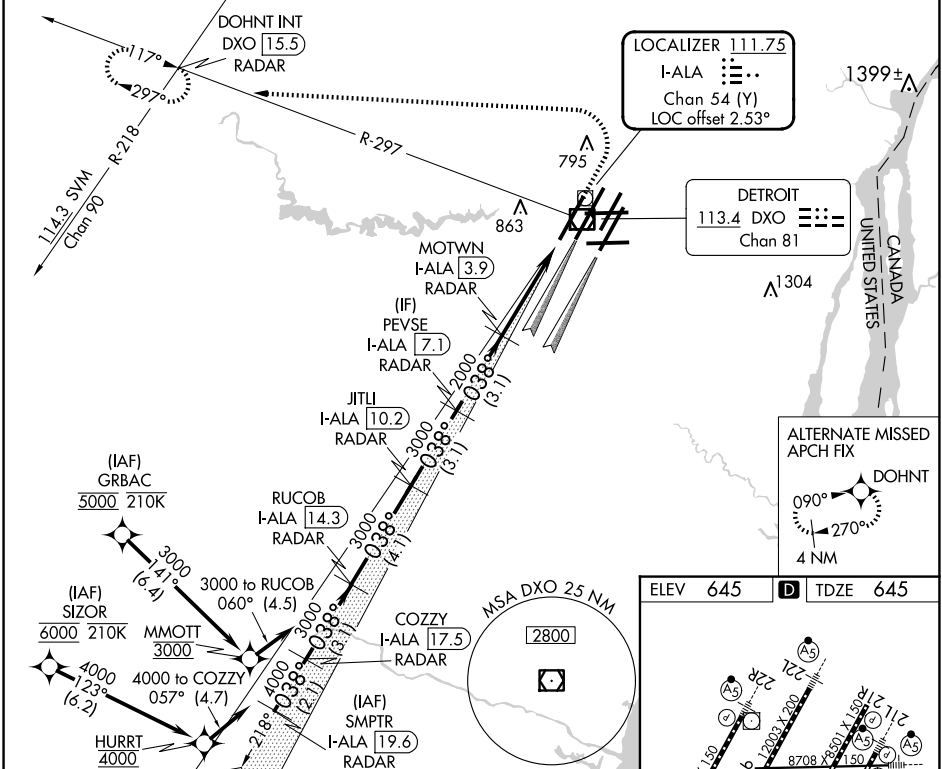 DOHNT INT
DXO 15.5
RADAR
117°
297°
R-218
114.3 SVM
Chan 90
R-297
LOCALIZER 111.75
I-ALA
Chan 54 (Y)
LOC offset 2.53°
1399±
795
863
DETROIT
113.4 DXO
Chan 81
CANADA
UNITED STATES
1304
MOTWN
I-ALA 3.9
RADAR
(IF)
PEVSE
I-ALA 7.1
RADAR
2000
038°
(3.1)
JITLI
I-ALA 10.2
RADAR
3000
038°
(3.1)
ALTERNATE MISSED
APCH FIX
DOHNT
090°
270°
4 NM
(IAF)
GRBAC
5000 210K
3000
141°
(6.4)
RUCOB
I-ALA 14.3
RADAR
3000
038°
(4.1)
(IAF)
SIZOR
6000 210K
4000
123°
(6.2)
MMOTT
3000
3000 to RUCOB
060° (4.5)
3000
038°
(3.1)
COZZY
I-ALA 17.5
RADAR
4000 to COZZY
057° (4.7)
4000
038°
(2.1)
218°
HURRT
4000
(IAF)
SMPTR
I-ALA 19.6
RADAR
MSA DXO 25 NM
2800
ELEV 645
D
TDZE 645
A5
22R
A5
22L
12003 X 200
8501 X 150
21R
21L
A5
A5
P
P
P
150
8708 X 150